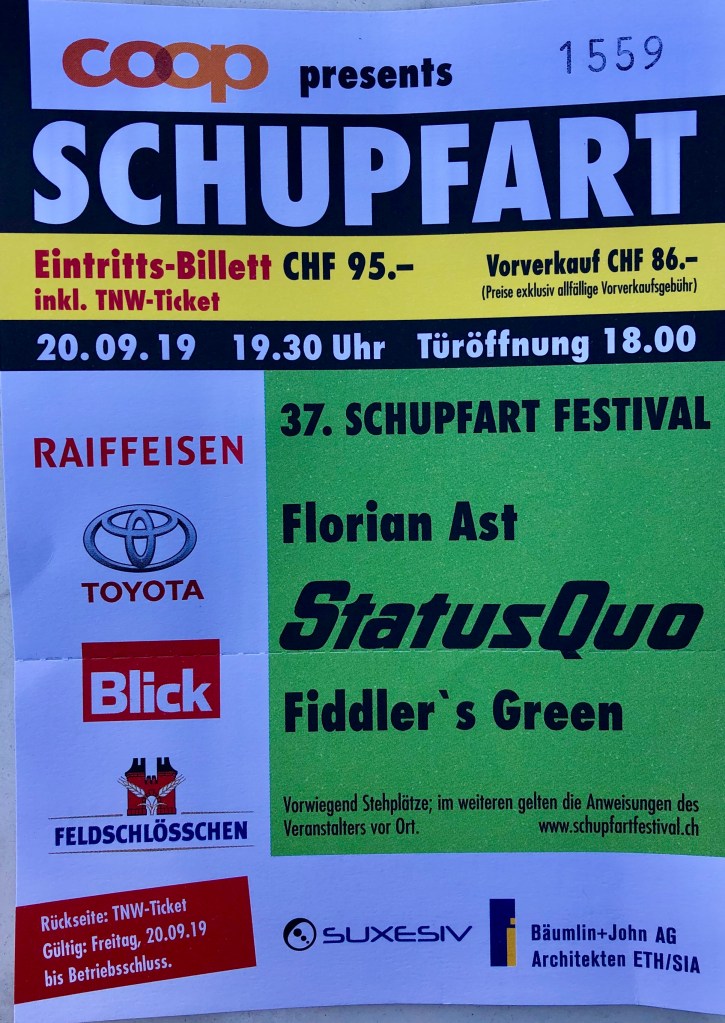 coop presents 1559
SCHUPFART
Eintritts-Billett CHF 95.–
inkl. TNW-Ticket
Vorverkauf CHF 86.–
(Preise exklusiv allfällige Vorverkaufsgebühr)
20.09.19 19.30 Uhr Türöffnung 18.00
37. SCHUPFART FESTIVAL
RAIFFEISEN
Florian Ast
TOYOTA
StatusQuo
Blick
Fiddler`s Green
FELDSCHLÖSSCHEN
Vorwiegend Stehplätze; im weiteren gelten die Anweisungen des
Veranstalters vor Ort. www.schupfartfestival.ch
Rückseite: TNW-Ticket
Gültig: Freitag, 20.09.19
bis Betriebsschluss.
SUXESIV
Bäumlin+John AG
Architekten ETH/SIA